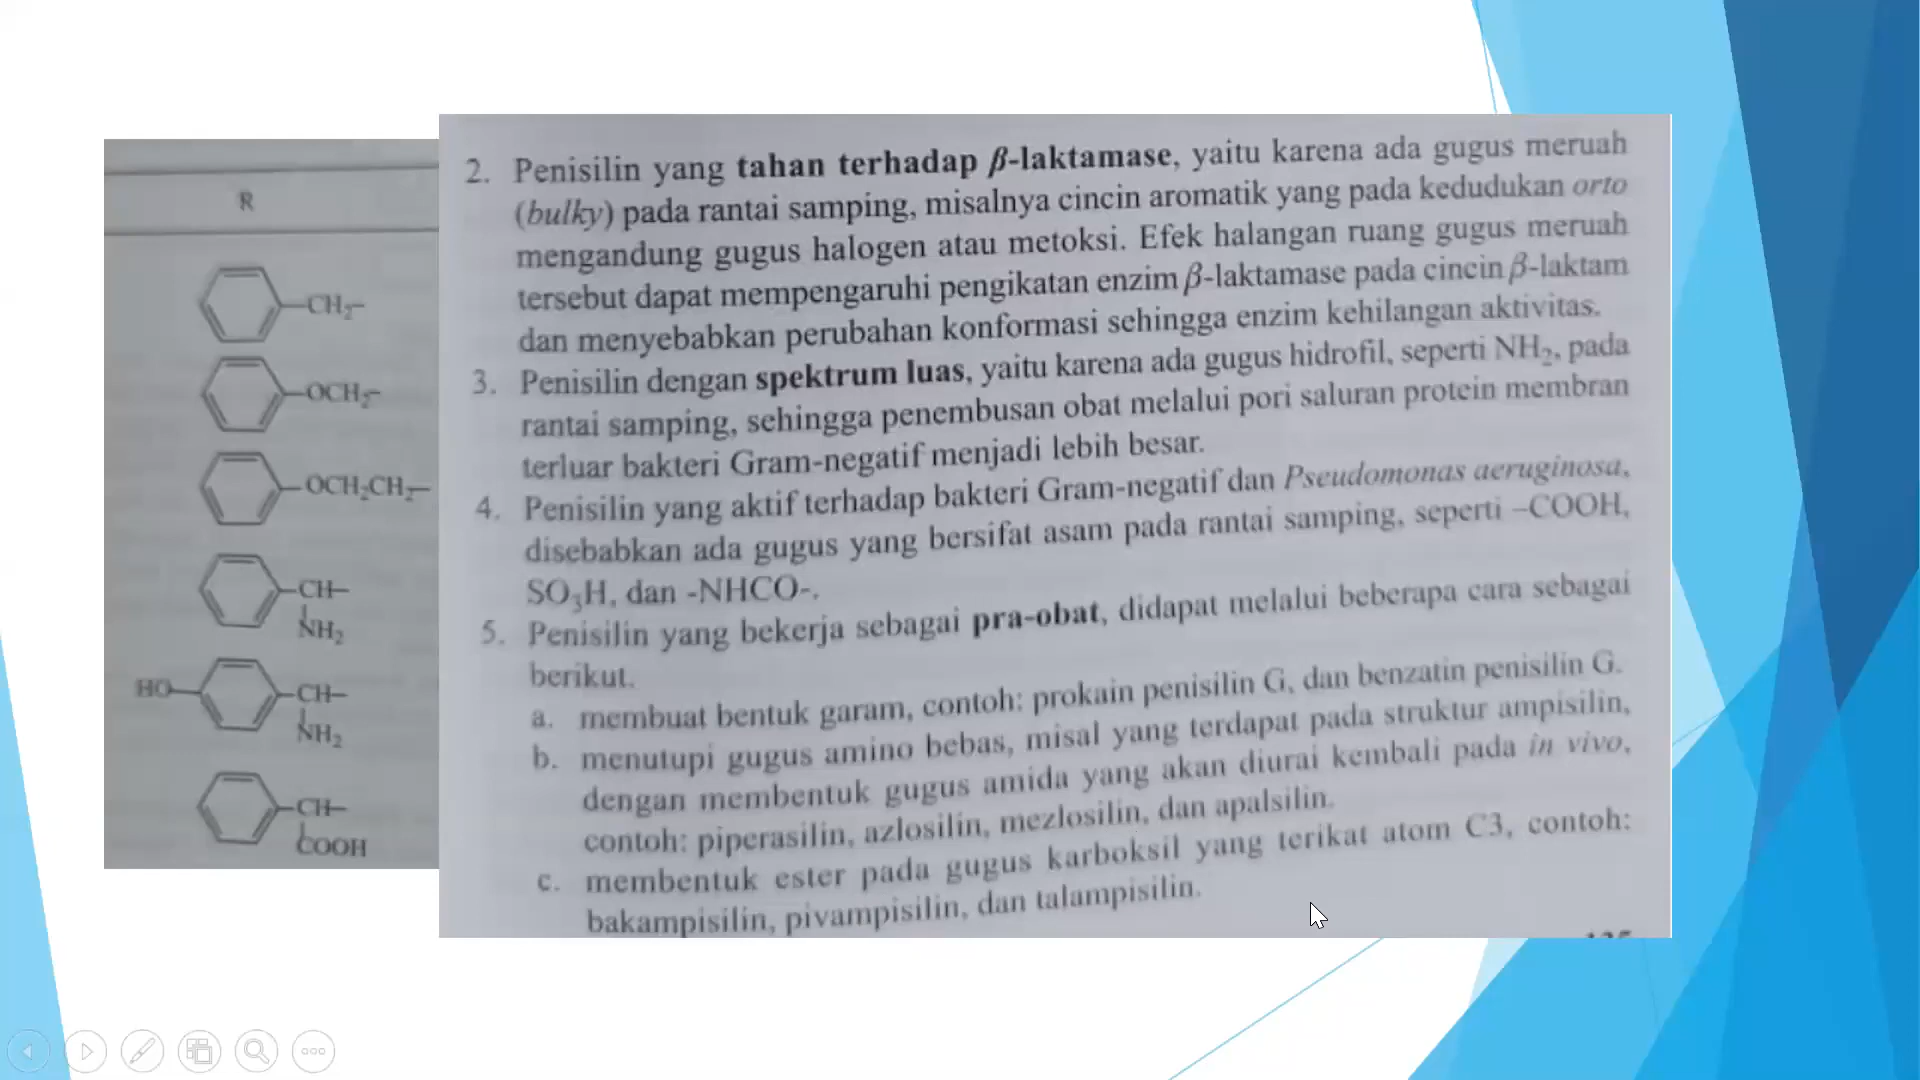 R
CH2-
OCH2-
OCH2CH2-
CH-
NH2
HO
CH-
NH2
CH-
COOH
2. Penisilin yang tahan terhadap β-laktamase, yaitu karena ada gugus meruah
(bulky) pada rantai samping, misalnya cincin aromatik yang pada kedudukan orto
mengandung gugus halogen atau metoksi. Efek halangan ruang gugus meruah
tersebut dapat mempengaruhi pengikatan enzim β-laktamase pada cincin β-laktam
dan menyebabkan perubahan konformasi sehingga enzim kehilangan aktivitas.
3. Penisilin dengan spektrum luas, yaitu karena ada gugus hidrofil, seperti NH2, pada
rantai samping, sehingga penembusan obat melalui pori saluran protein membran
terluar bakteri Gram-negatif menjadi lebih besar.
4. Penisilin yang aktif terhadap bakteri Gram-negatif dan Pseudomonas aeruginosa,
disebabkan ada gugus yang bersifat asam pada rantai samping, seperti –COOH,
SO3H, dan -NHCO-.
5. Penisilin yang bekerja sebagai pra-obat, didapat melalui beberapa cara sebagai
berikut.
a. membuat bentuk garam, contoh: prokain penisilin G, dan benzatin penisilin G.
b. menutupi gugus amino bebas, misal yang terdapat pada struktur ampisilin,
dengan membentuk gugus amida yang akan diurai kembali pada in vivo,
contoh: piperasilin, azlosilin, mezlosilin, dan apalsilin.
c. membentuk ester pada gugus karboksil yang terikat atom C3, contoh:
bakampisilin, pivampisilin, dan talampisilin.